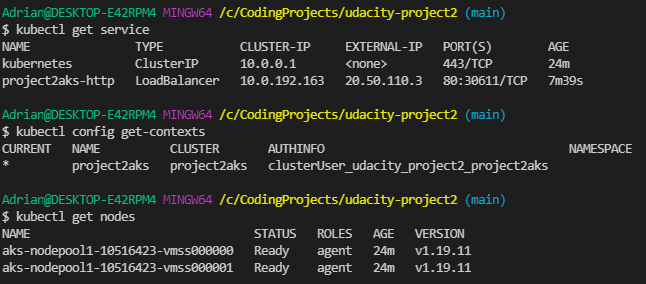 Adrian@DESKTOP-E42RPM4 MINGW64 /c/CodingProjects/udacity-project2 (main)
$ kubectl get service
NAME TYPE CLUSTER-IP EXTERNAL-IP PORT(S) AGE
kubernetes ClusterIP 10.0.0.1 <none> 443/TCP 24m
project2aks-http LoadBalancer 10.0.192.163 20.50.110.3 80:30611/TCP 7m39s
Adrian@DESKTOP-E42RPM4 MINGW64 /c/CodingProjects/udacity-project2 (main)
$ kubectl config get-contexts
CURRENT NAME CLUSTER AUTHINFO NAMESPACE
* project2aks project2aks clusterUser_udacity_project2_project2aks
Adrian@DESKTOP-E42RPM4 MINGW64 /c/CodingProjects/udacity-project2 (main)
$ kubectl get nodes
NAME STATUS ROLES AGE VERSION
aks-nodepool1-10516423-vmss000000 Ready agent 24m v1.19.11
aks-nodepool1-10516423-vmss000001 Ready agent 24m v1.19.11